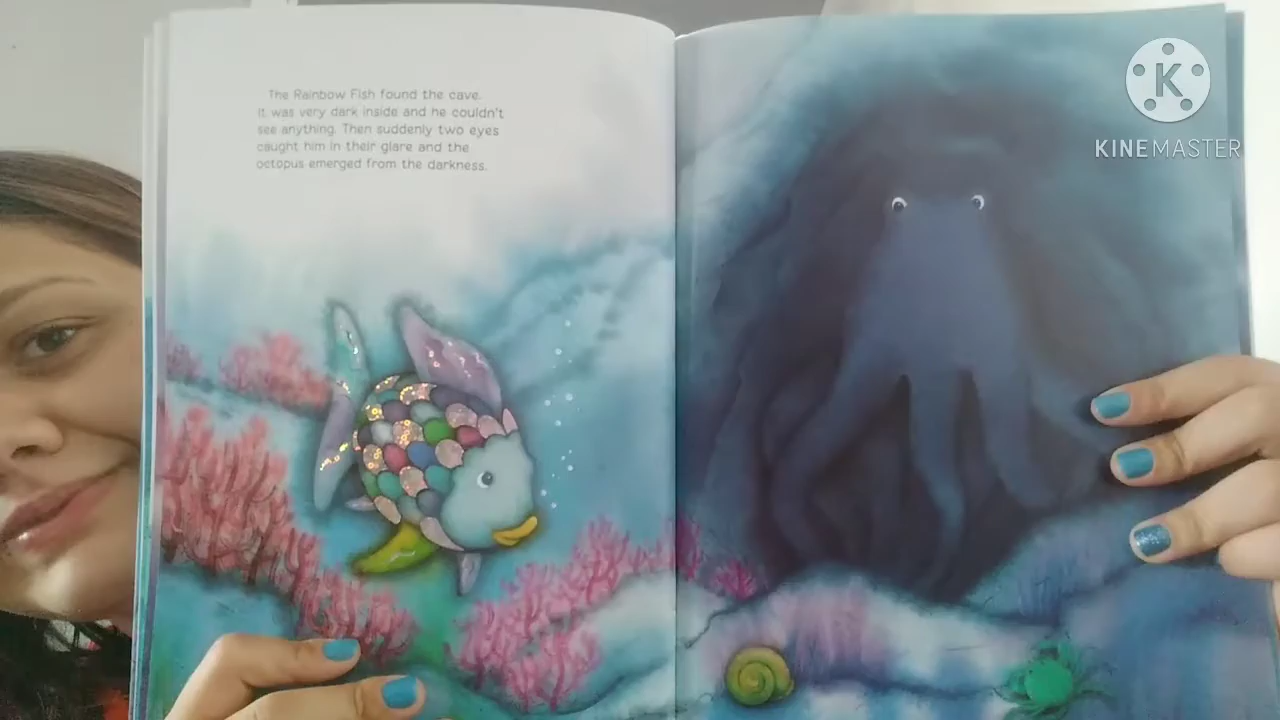 The Rainbow Fish found the cave.
It was very dark inside and he couldn't
see anything. Then suddenly two eyes
caught him in their glare and the
octopus emerged from the darkness.
K
KINEMASTER